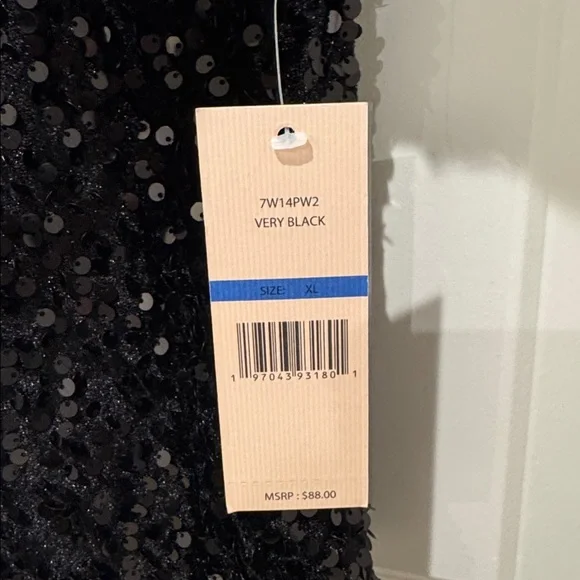 7W14PW2
VERY BLACK
SIZE: XL
1 97043 93180 1
MSRP : $88.00